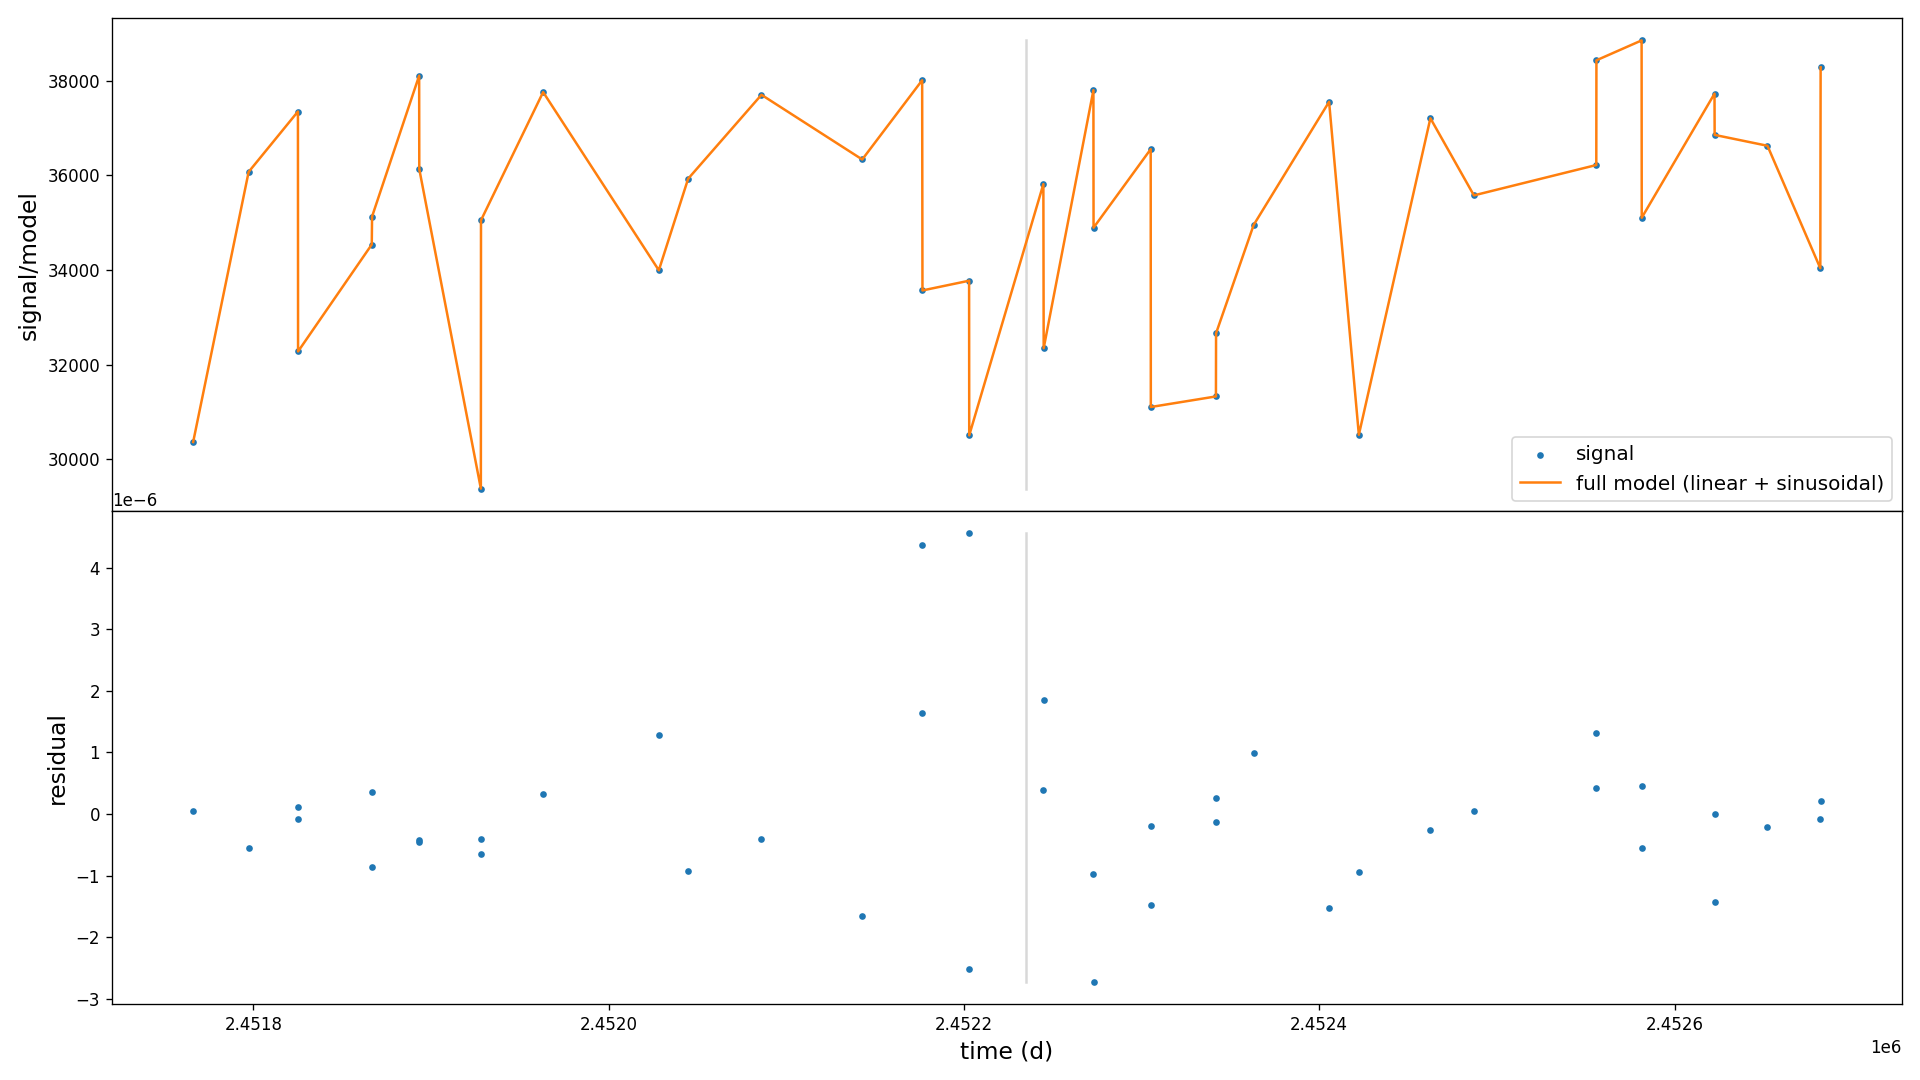 38000
36000
34000
32000
30000
signal/model
signal
full model (linear + sinusoidal)
1e−6
4
3
2
1
0
−1
−2
−3
residual
2.4518
2.4520
2.4522
2.4524
2.4526
time (d)
1e6